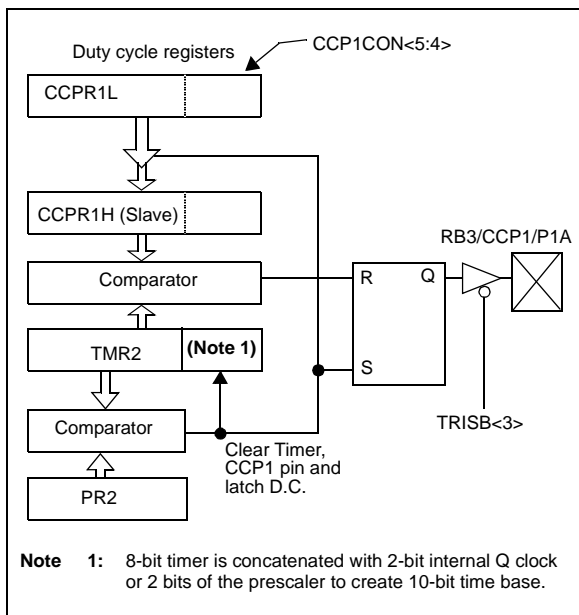 Duty cycle registers
CCP1CON<5:4>
CCPR1L
CCPR1H (Slave)
RB3/CCP1/P1A
Comparator
R
Q
TMR2
(Note 1)
S
Comparator
TRISB<3>
Clear Timer,
CCP1 pin and
latch D.C.
PR2
Note 1: 8-bit timer is concatenated with 2-bit internal Q clock
or 2 bits of the prescaler to create 10-bit time base.